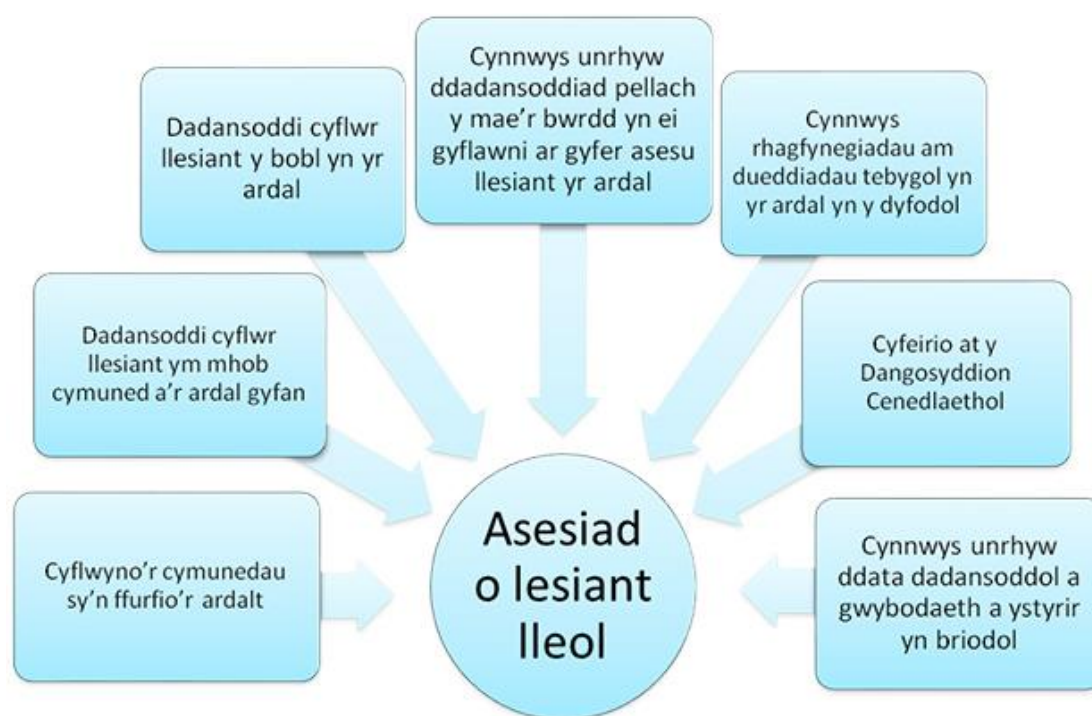 Cynnwys unrhyw
ddadansoddiad pellach
y mae'r bwrdd yn ei
gyflawni ar gyfer asesu
llesiant yr ardal
Dadansoddi cyflwr
llesiant y bobl yn yr
ardal
Cynnwys
rhagfynegiadau am
dueddiadau tebygol yn
yr ardal yn y dyfodol
Dadansoddi cyflwr
llesiant ym mhob
cymuned a'r ardal gyfan
Cyfeirio at y
Dangosyddion
Cenedlaethol
Cyflwyno'r cymunedau
sy'n ffurfio'r ardalt
Asesiad
o lesiant
lleol
Cynnwys unrhyw
ddata dadansoddol a
gwybodaeth a ystyrir
yn briodol